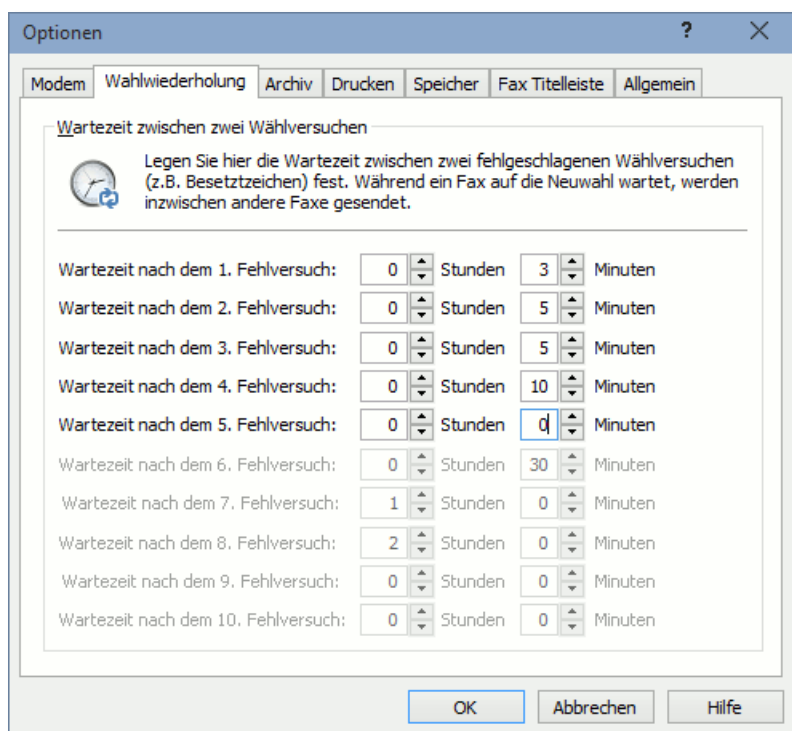 Optionen ?
Modem Wahlwiederholung Archiv Drucken Speicher Fax Titelleiste Allgemein
Wartezeit zwischen zwei Wählversuchen
Legen Sie hier die Wartezeit zwischen zwei fehlgeschlagenen Wählversuchen
(z.B. Besetztzeichen) fest. Während ein Fax auf die Neuwahl wartet, werden
inzwischen andere Faxe gesendet.
Wartezeit nach dem 1. Fehlversuch: 0 Stunden 3 Minuten
Wartezeit nach dem 2. Fehlversuch: 0 Stunden 5 Minuten
Wartezeit nach dem 3. Fehlversuch: 0 Stunden 5 Minuten
Wartezeit nach dem 4. Fehlversuch: 0 Stunden 10 Minuten
Wartezeit nach dem 5. Fehlversuch: 0 Stunden 0 Minuten
Wartezeit nach dem 6. Fehlversuch: 0 Stunden 30 Minuten
Wartezeit nach dem 7. Fehlversuch: 1 Stunden 0 Minuten
Wartezeit nach dem 8. Fehlversuch: 2 Stunden 0 Minuten
Wartezeit nach dem 9. Fehlversuch: 0 Stunden 0 Minuten
Wartezeit nach dem 10. Fehlversuch: 0 Stunden 0 Minuten
OK Abbrechen Hilfe